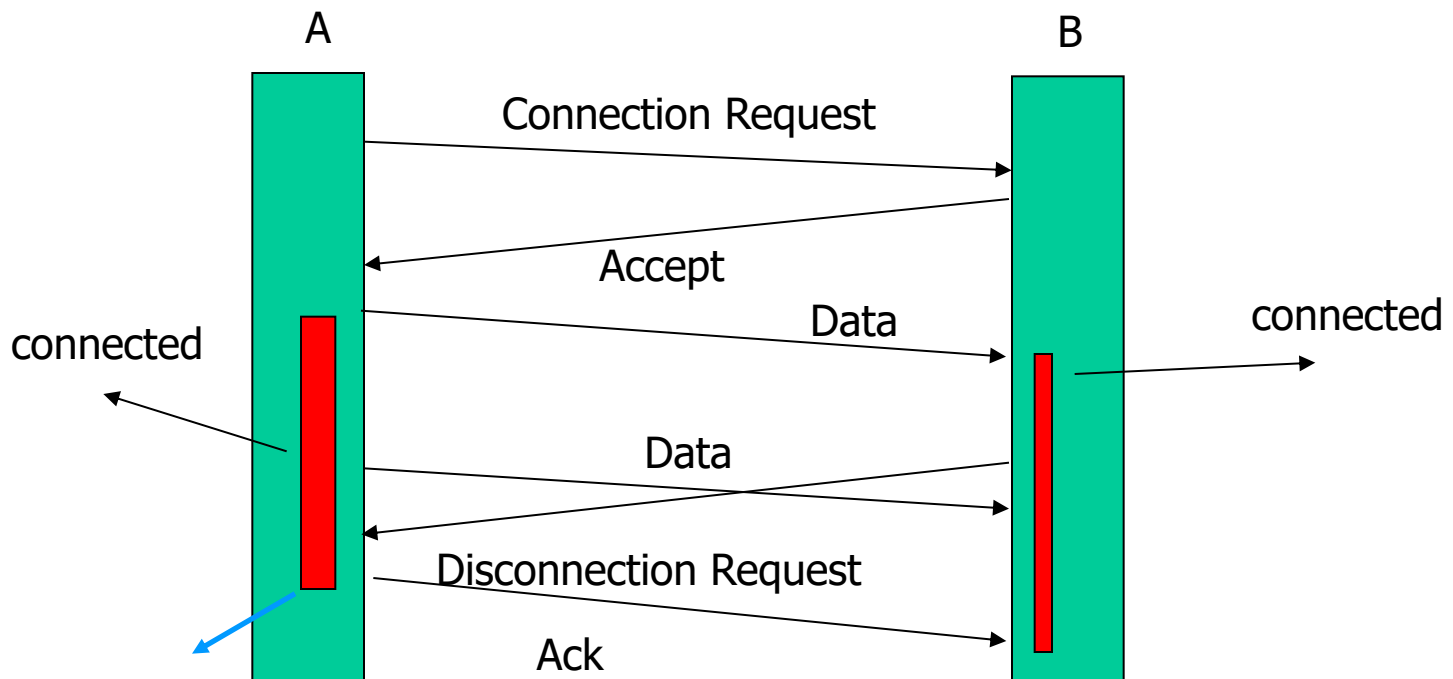 A
B
Connection Request
Accept
Data
connected
connected
Data
Disconnection Request
Ack